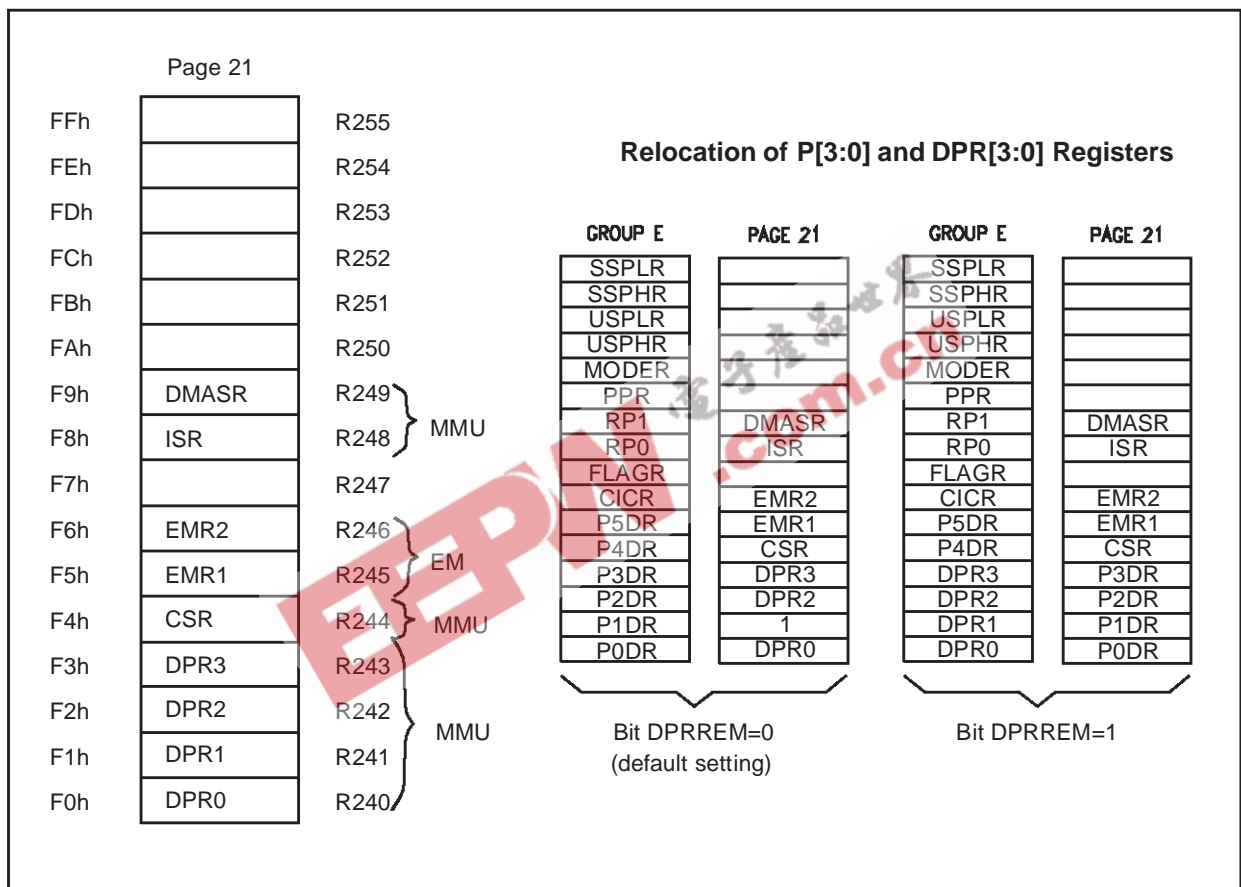 Page 21
FFh R255
FEh R254
FDh R253
FCh R252
FBh R251
FAh R250
F9h DMASR R249
F8h ISR R248
MMU
F7h R247
F6h EMR2 R246
F5h EMR1 R245
EM
F4h CSR R244
MMU
F3h DPR3 R243
F2h DPR2 R242
F1h DPR1 R241
F0h DPR0 R240
MMU
Relocation of P[3:0] and DPR[3:0] Registers
GROUP E PAGE 21 GROUP E PAGE 21
SSPLR SSPLR
SSPHR SSPHR
USPLR USPLR
USPHR USPHR
MODER MODER
PPR PPR
RP1 DMASR RP1 DMASR
RP0 ISR RP0 ISR
FLAGR FLAGR
CICR EMR2 CICR EMR2
P5DR EMR1 P5DR EMR1
P4DR CSR P4DR CSR
P3DR DPR3 DPR3 P3DR
P2DR DPR2 DPR2 P2DR
P1DR 1 DPR1 P1DR
P0DR DPR0 DPR0 P0DR
Bit DPRREM=0 Bit DPRREM=1
(default setting)
EEPW.com.cn
電子產品世界